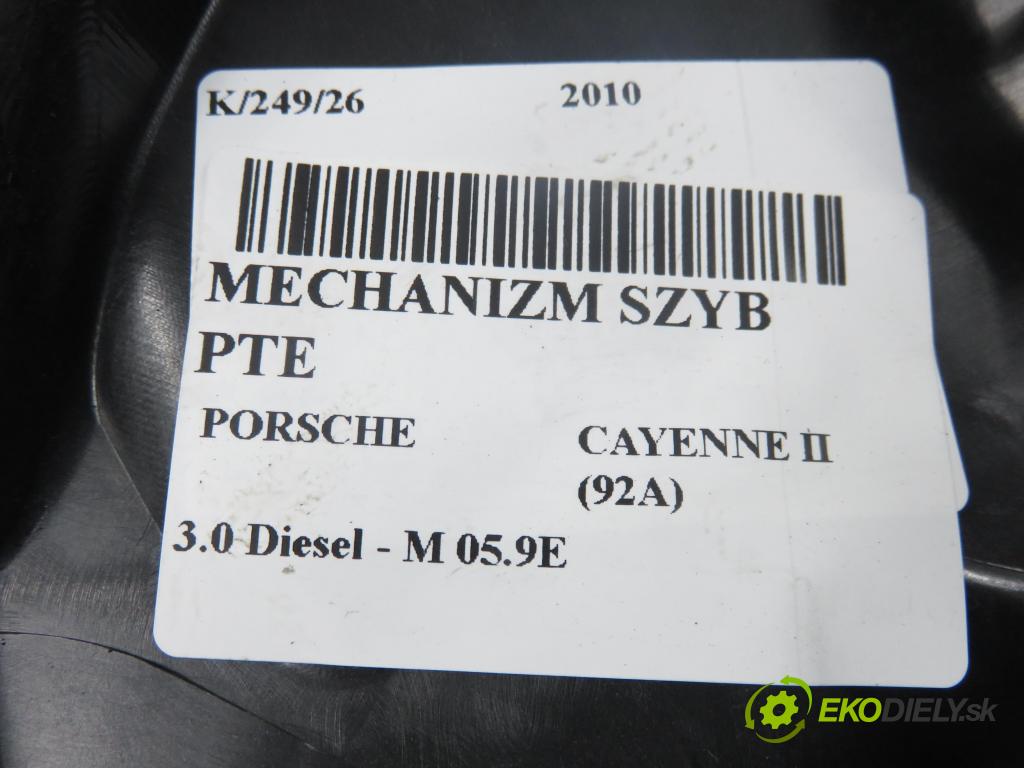 K/249/26 2010
MECHANIZM SZYB
PTE
PORSCHE CAYENNE II
(92A)
3.0 Diesel - M 05.9E
EKODIELY.sk